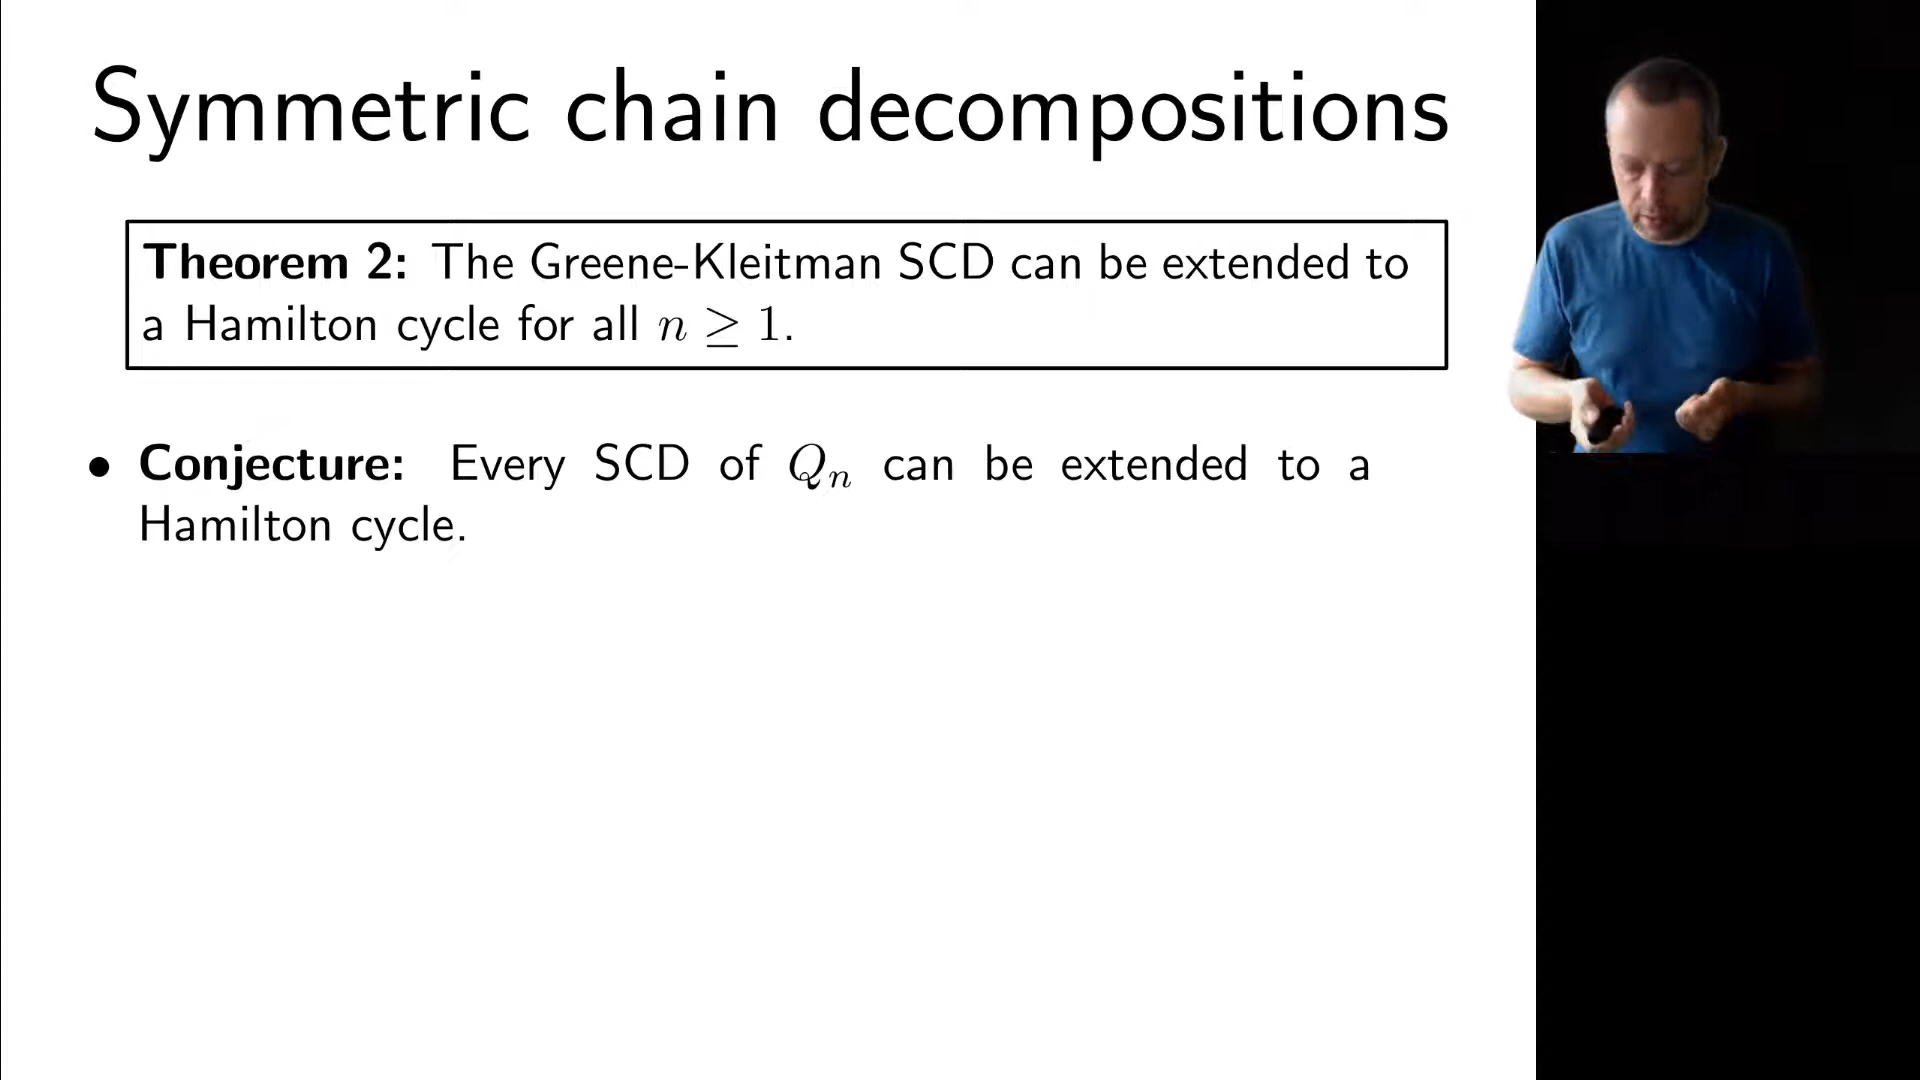 Symmetric chain decompositions
Theorem 2: The Greene-Kleitman SCD can be extended to
a Hamilton cycle for all n ≥ 1.
• Conjecture: Every SCD of Qₙ can be extended to a
Hamilton cycle.